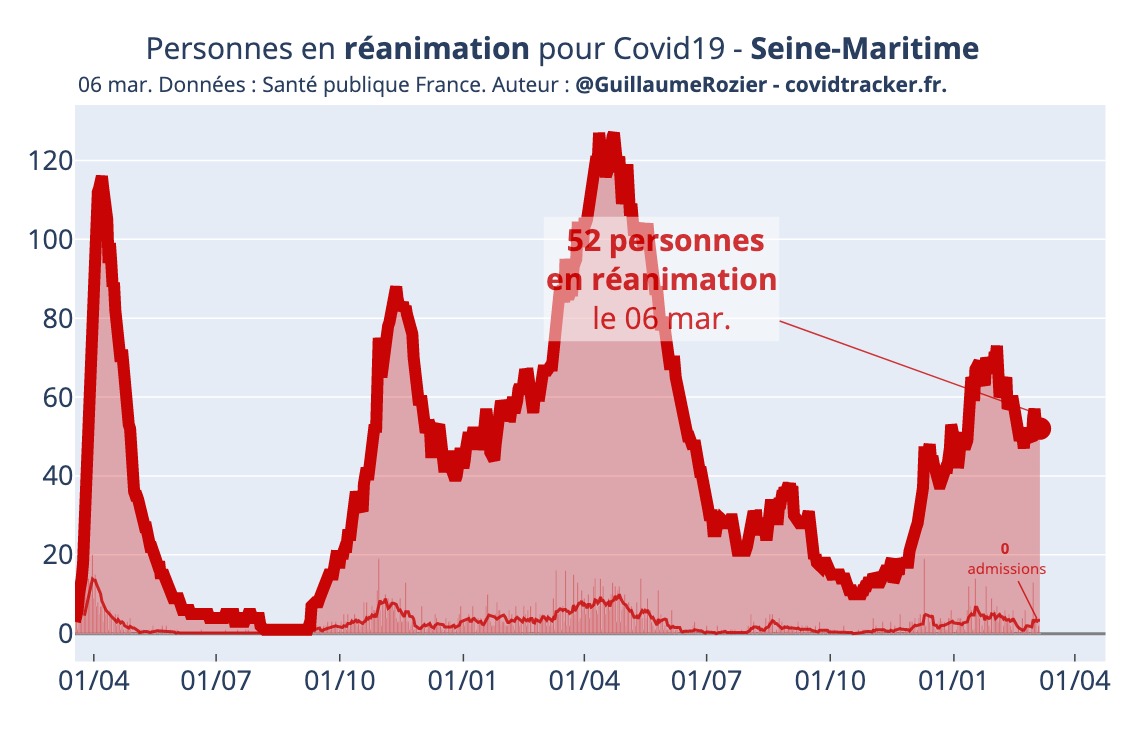 Personnes en réanimation pour Covid19 - Seine-Maritime
06 mar. Données : Santé publique France. Auteur : @GuillaumeRozier - covidtracker.fr.
120
100
80
60
40
20
0
52 personnes
en réanimation
le 06 mar.
0
admissions
01/04 01/07 01/10 01/01 01/04 01/07 01/10 01/01 01/04